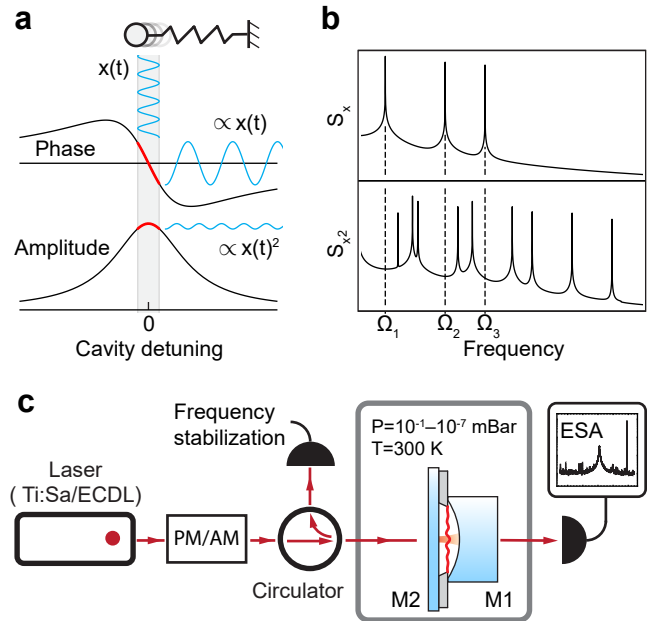 a
x(t)
∝ x(t)
Phase
Amplitude
∝ x(t)²
0
Cavity detuning
b
Sₓ
Sₓ₂
Ω₁
Ω₂
Ω₃
Frequency
c
Frequency
stabilization
Laser
( Ti:Sa/ECDL)
PM/AM
Circulator
P=10⁻¹–10⁻⁷ mBar
T=300 K
M2
M1
ESA